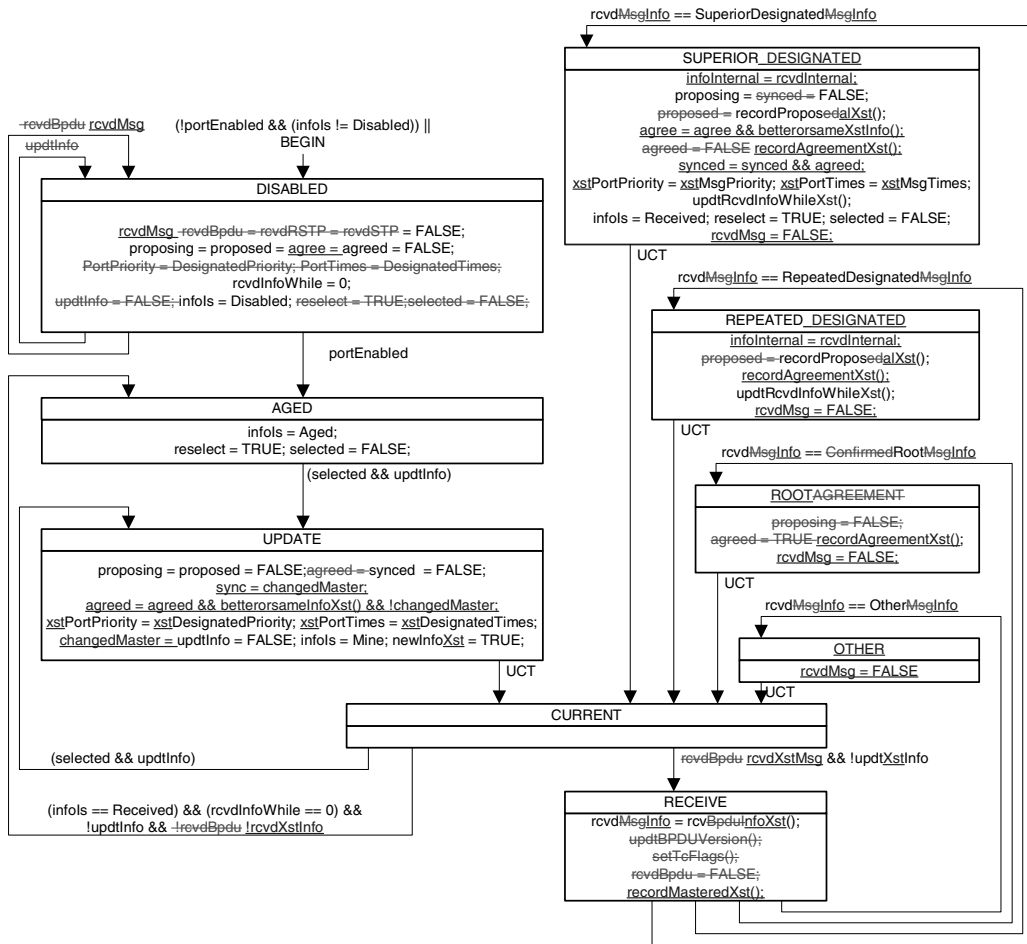 rcvdMsgInfo == SuperiorDesignatedMsgInfo
SUPERIOR_DESIGNATED
infoInternal = rcvdInternal;
proposing = synced = FALSE;
proposed = recordProposedalXst();
agree = agree && betterorsameXstInfo();
agreed = FALSE recordAgreementXst();
synced = synced && agreed;
xstPortPriority = xstMsgPriority; xstPortTimes = xstMsgTimes;
updtRcvdInfoWhileXst();
infoIs = Received; reselect = TRUE; selected = FALSE;
rcvdMsg = FALSE;
UCT
rcvdBpdu rcvdMsg
updtInfo
(!portEnabled && (infoIs != Disabled)) ||
BEGIN
DISABLED
rcvdMsg rcvdBpdu = rcvdRSTP = rcvdSTP = FALSE;
proposing = proposed = agree = agreed = FALSE;
PortPriority = DesignatedPriority; PortTimes = DesignatedTimes;
rcvdInfoWhile = 0;
updtInfo = FALSE; infoIs = Disabled; reselect = TRUE;selected = FALSE;
portEnabled
AGED
infoIs = Aged;
reselect = TRUE; selected = FALSE;
(selected && updtInfo)
UPDATE
proposing = proposed = FALSE;agreed = synced = FALSE;
sync = changedMaster;
agreed = agreed && betterorsameInfoXst() && !changedMaster;
xstPortPriority = xstDesignatedPriority; xstPortTimes = xstDesignatedTimes;
changedMaster = updtInfo = FALSE; infoIs = Mine; newInfoXst = TRUE;
UCT
rcvdMsgInfo == RepeatedDesignatedMsgInfo
REPEATED_DESIGNATED
infoInternal = rcvdInternal;
proposed = recordProposedalXst();
recordAgreementXst();
updtRcvdInfoWhileXst();
rcvdMsg = FALSE;
UCT
rcvdMsgInfo == ConfirmedRootMsgInfo
ROOTAGREEMENT
proposing = FALSE;
agreed = TRUE recordAgreementXst();
rcvdMsg = FALSE;
UCT
rcvdMsgInfo == OtherMsgInfo
OTHER
rcvdMsg = FALSE
UCT
CURRENT
(selected && updtInfo)
(infoIs == Received) && (rcvdInfoWhile == 0) &&
!updtInfo && !rcvdBpdu !rcvdXstInfo
rcvdBpdu rcvdXstMsg && !updtXstInfo
RECEIVE
rcvdMsgInfo = rcvBpduInfoXst();
updtBPDUVersion();
setTcFlags();
rcvdBpdu = FALSE;
recordMasteredXst();